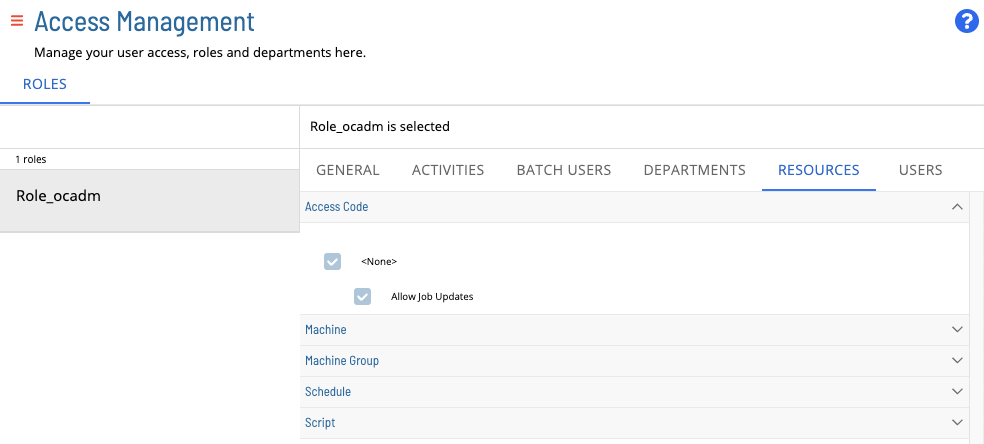 Access Management
?
Manage your user access, roles and departments here.
ROLES
Role_ocadm is selected
1 roles
GENERAL ACTIVITIES BATCH USERS DEPARTMENTS RESOURCES USERS
Role_ocadm
Access Code
<None>
Allow Job Updates
Machine
Machine Group
Schedule
Script